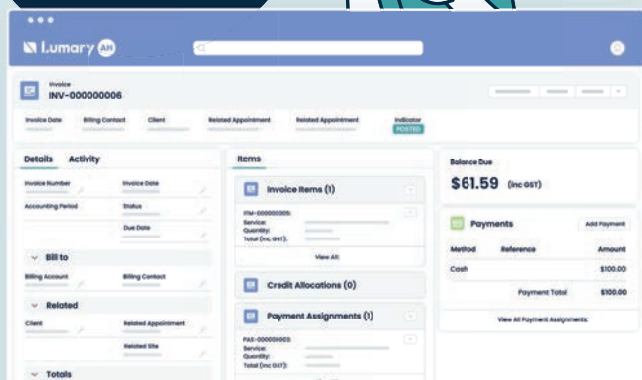 Lumary AH
Invoice
INV-000000006
Invoice Date Billing Contact Client Related Appointment Related Appointment Indicator
POSTED
Details Activity
Invoice Number Invoice Date
Accounting Period Status
Due Date
Bill to
Billing Account Billing Contact
Related
Client Related Appointment
Related Site
Totals
Items
Invoice Items (1)
Service:
Quantity:
Total (inc GST):
View All
Credit Allocations (0)
Payment Assignments (1)
Service:
Quantity:
Total (inc GST):
Balance Due
$61.59 (inc GST)
Payments Add Payment
Method Reference Amount
Cash $100.00
Payment Total $100.00
View All Payment Assignments